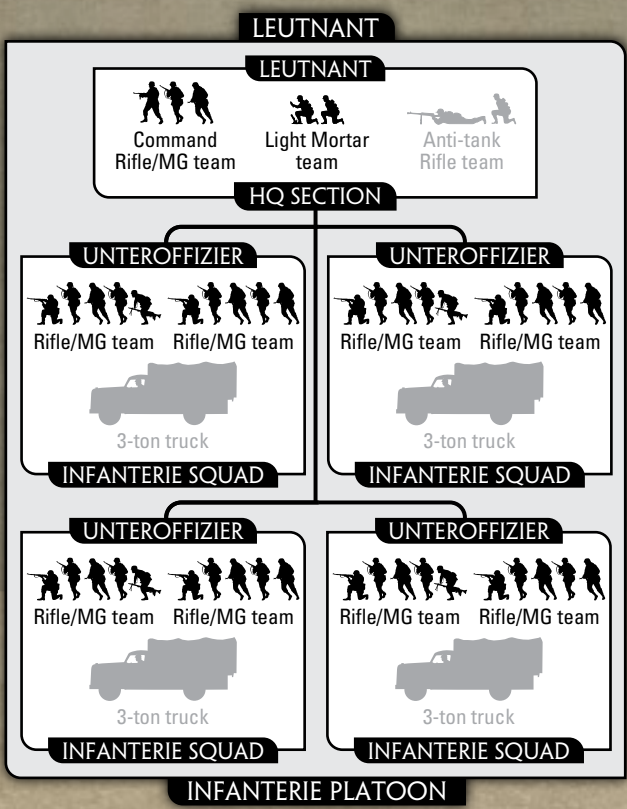 LEUTNANT
LEUTNANT
Command
Rifle/MG team
Light Mortar
team
Anti-tank
Rifle team
HQ SECTION
UNTEROFFIZIER
Rifle/MG team
Rifle/MG team
3-ton truck
INFANTERIE SQUAD
UNTEROFFIZIER
Rifle/MG team
Rifle/MG team
3-ton truck
INFANTERIE SQUAD
UNTEROFFIZIER
Rifle/MG team
Rifle/MG team
3-ton truck
INFANTERIE SQUAD
UNTEROFFIZIER
Rifle/MG team
Rifle/MG team
3-ton truck
INFANTERIE SQUAD
INFANTERIE PLATOON